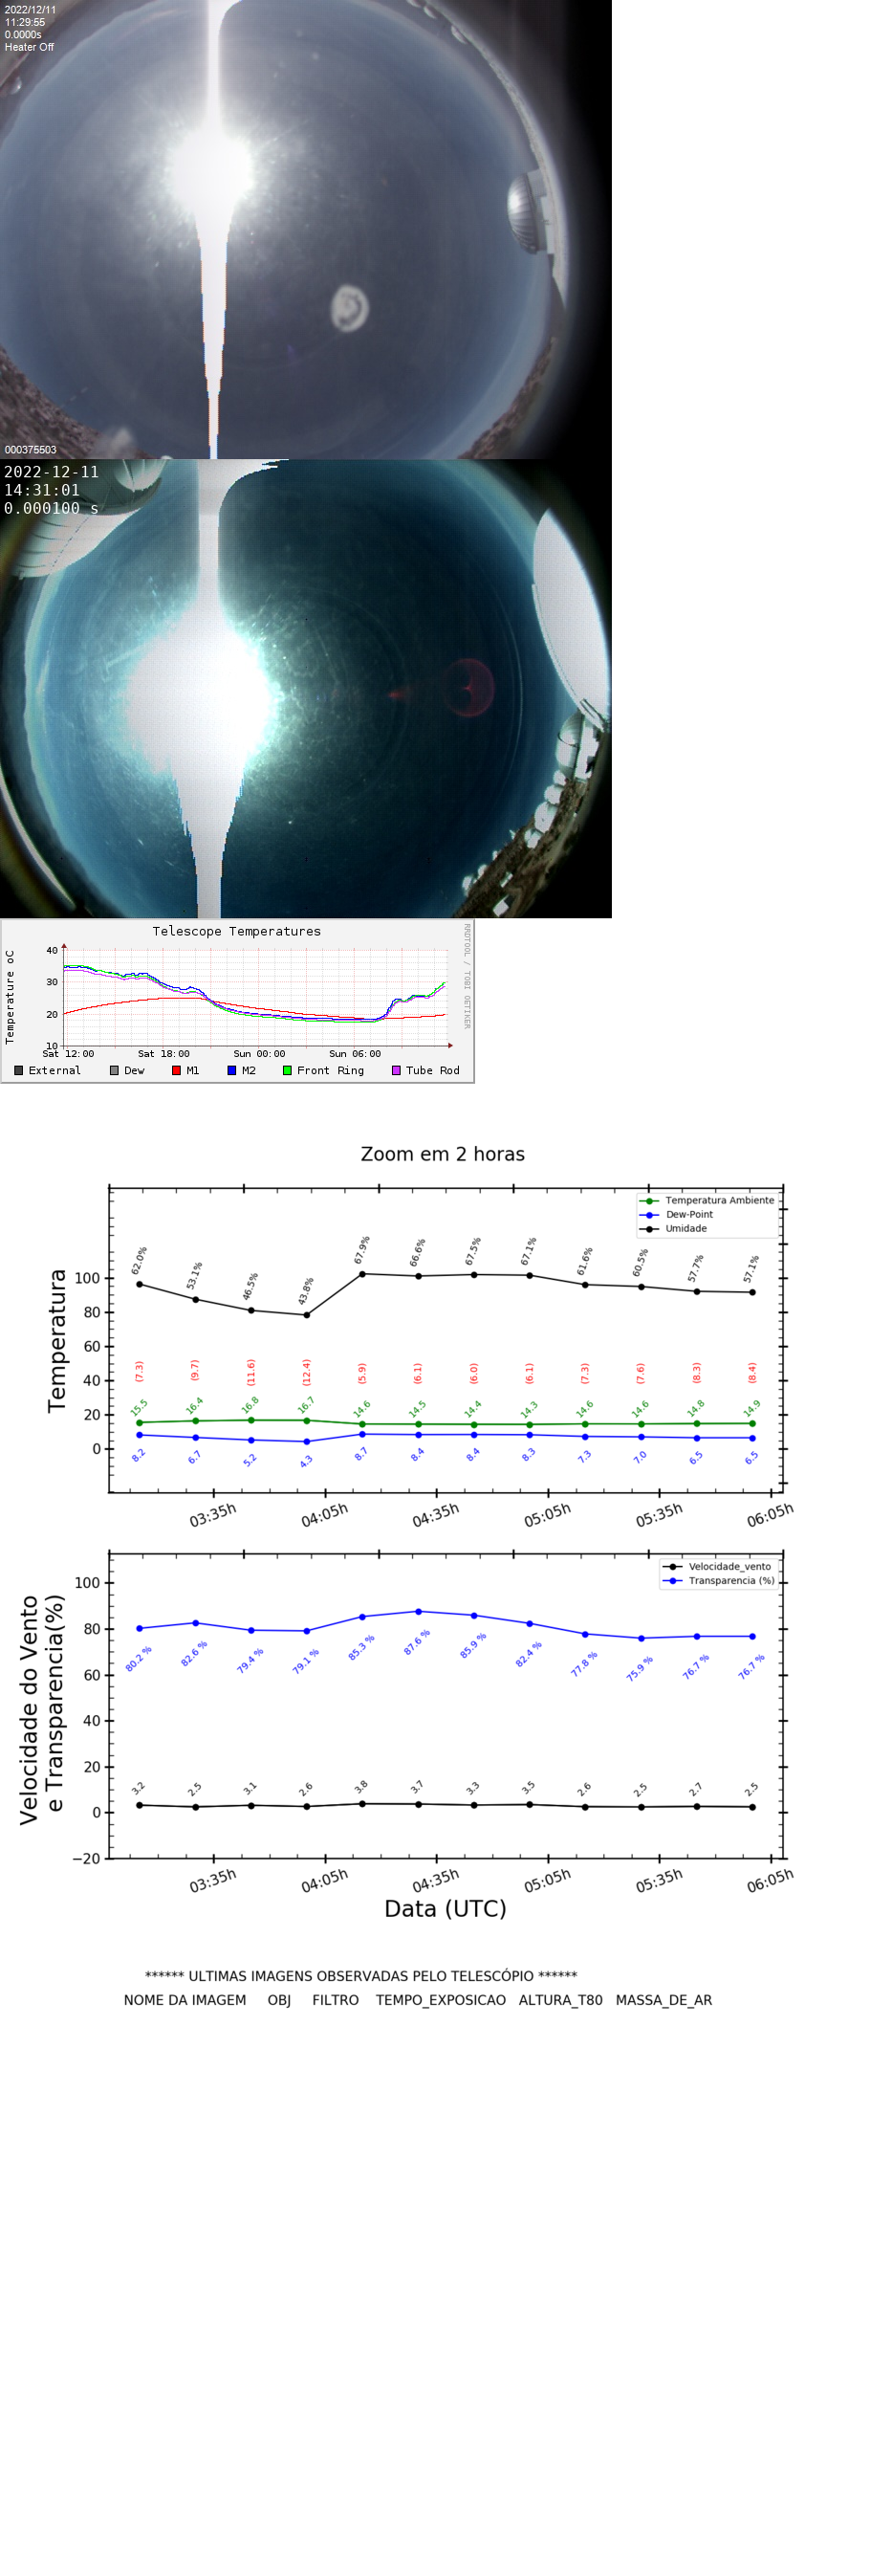 2022/12/11
11:29:55
0.0000s
Heater Off
000375503
2022-12-11
14:31:01
0.000100 s
Telescope Temperatures
RRDTOOL / TOBI OETIKER
Temperature oC
40
30
20
10
Sat 12:00 Sat 18:00 Sun 00:00 Sun 06:00
External Dew M1 M2 Front Ring Tube Rod
Zoom em 2 horas
Temperatura Ambiente
Dew-Point
Umidade
Temperatura
100
80
60
40
20
0
62.0% 53.1% 46.5% 43.8% 67.9% 66.6% 67.5% 67.1% 61.6% 60.5% 57.7% 57.1%
(7.3) (9.7) (11.6) (12.4) (5.9) (6.1) (6.0) (6.1) (7.3) (7.6) (8.3) (8.4)
15.5 16.4 16.8 16.7 14.6 14.5 14.4 14.3 14.6 14.6 14.8 14.9
8.2 6.7 5.2 4.3 8.7 8.4 8.4 8.3 7.3 7.0 6.5 6.5
03:35h 04:05h 04:35h 05:05h 05:35h 06:05h
Velocidade_vento
Transparencia (%)
Velocidade do Vento
e Transparencia(%)
100
80
60
40
20
0
−20
80.2 % 82.6 % 79.4 % 79.1 % 85.3 % 87.6 % 85.9 % 82.4 % 77.8 % 75.9 % 76.7 % 76.7 %
3.2 2.5 3.1 2.6 3.8 3.7 3.3 3.5 2.6 2.5 2.7 2.5
03:35h 04:05h 04:35h 05:05h 05:35h 06:05h
Data (UTC)
****** ULTIMAS IMAGENS OBSERVADAS PELO TELESCÓPIO ******
NOME DA IMAGEM OBJ FILTRO TEMPO_EXPOSICAO ALTURA_T80 MASSA_DE_AR